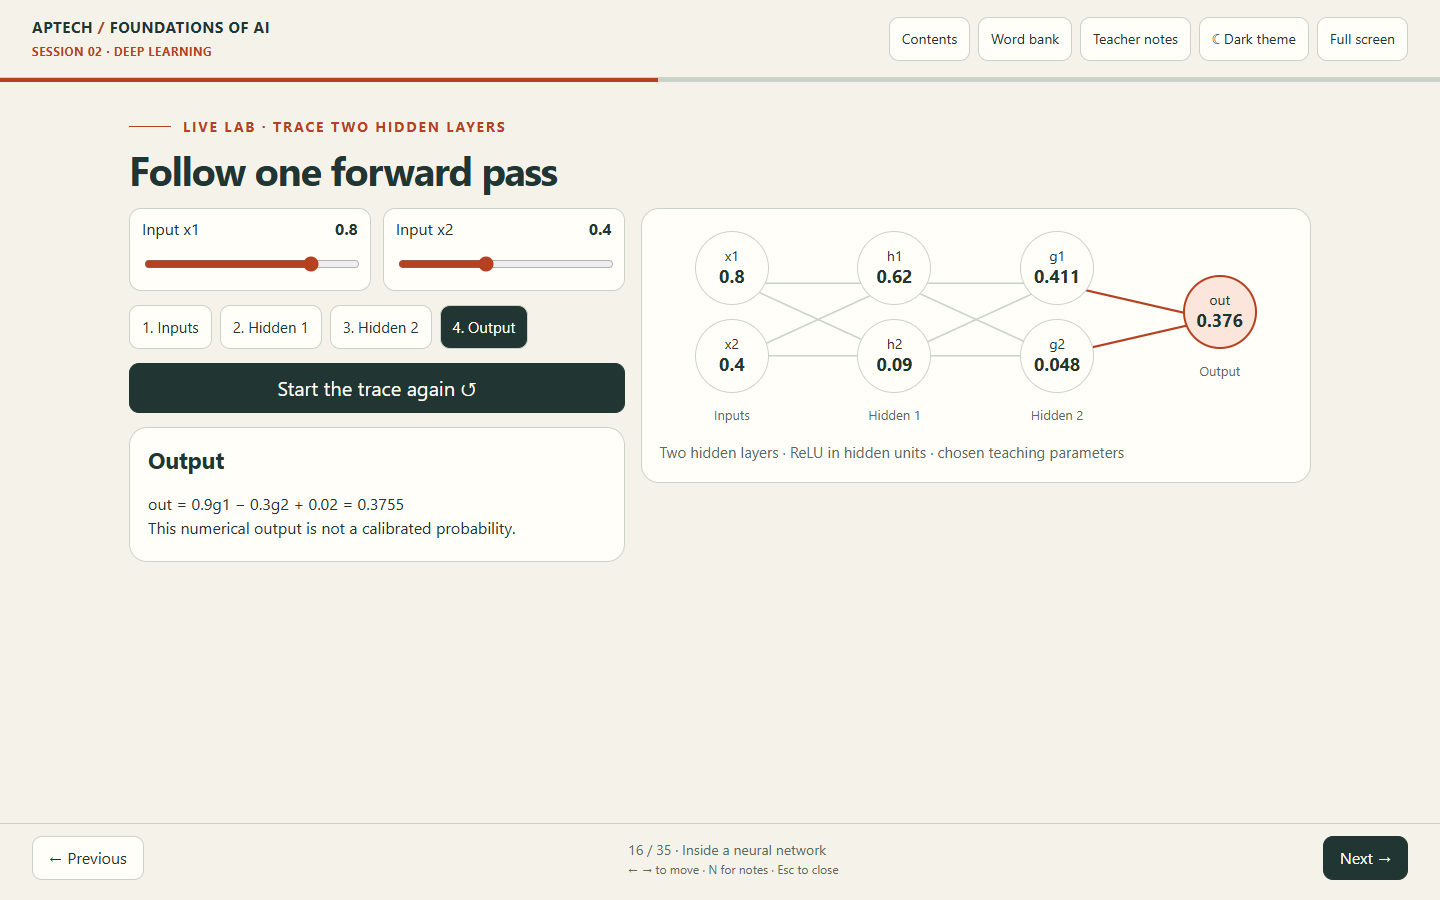 APTECH / FOUNDATIONS OF AI
SESSION 02 · DEEP LEARNING
Contents
Word bank
Teacher notes
☾ Dark theme
Full screen
LIVE LAB · TRACE TWO HIDDEN LAYERS
Follow one forward pass
Input x1 0.8
Input x2 0.4
1. Inputs
2. Hidden 1
3. Hidden 2
4. Output
Start the trace again ↺
Output
out = 0.9g1 − 0.3g2 + 0.02 = 0.3755
This numerical output is not a calibrated probability.
x1
0.8
x2
0.4
Inputs
h1
0.62
h2
0.09
Hidden 1
g1
0.411
g2
0.048
Hidden 2
out
0.376
Output
Two hidden layers · ReLU in hidden units · chosen teaching parameters
← Previous
16 / 35 · Inside a neural network
← → to move · N for notes · Esc to close
Next →